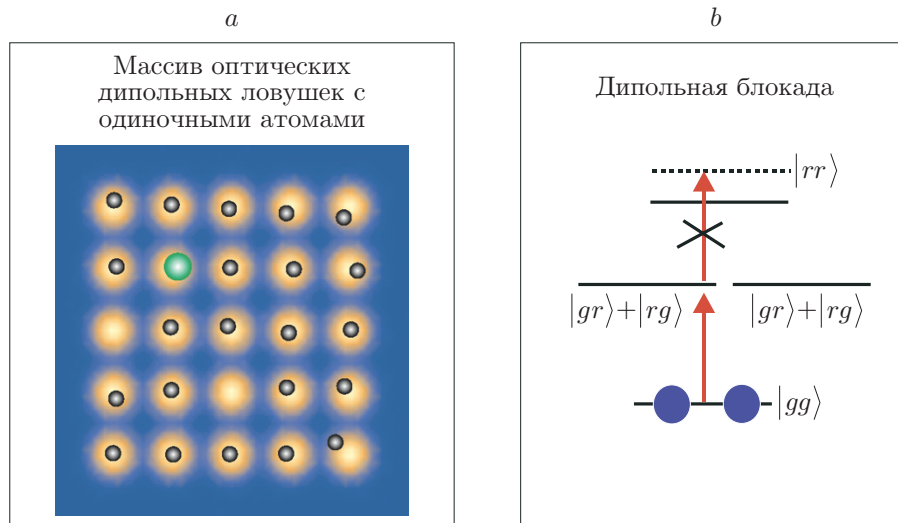 a
Массив оптических
дипольных ловушек с
одиночными атомами
b
Дипольная блокада
|rr⟩
|gr⟩+|rg⟩
|gr⟩+|rg⟩
|gg⟩